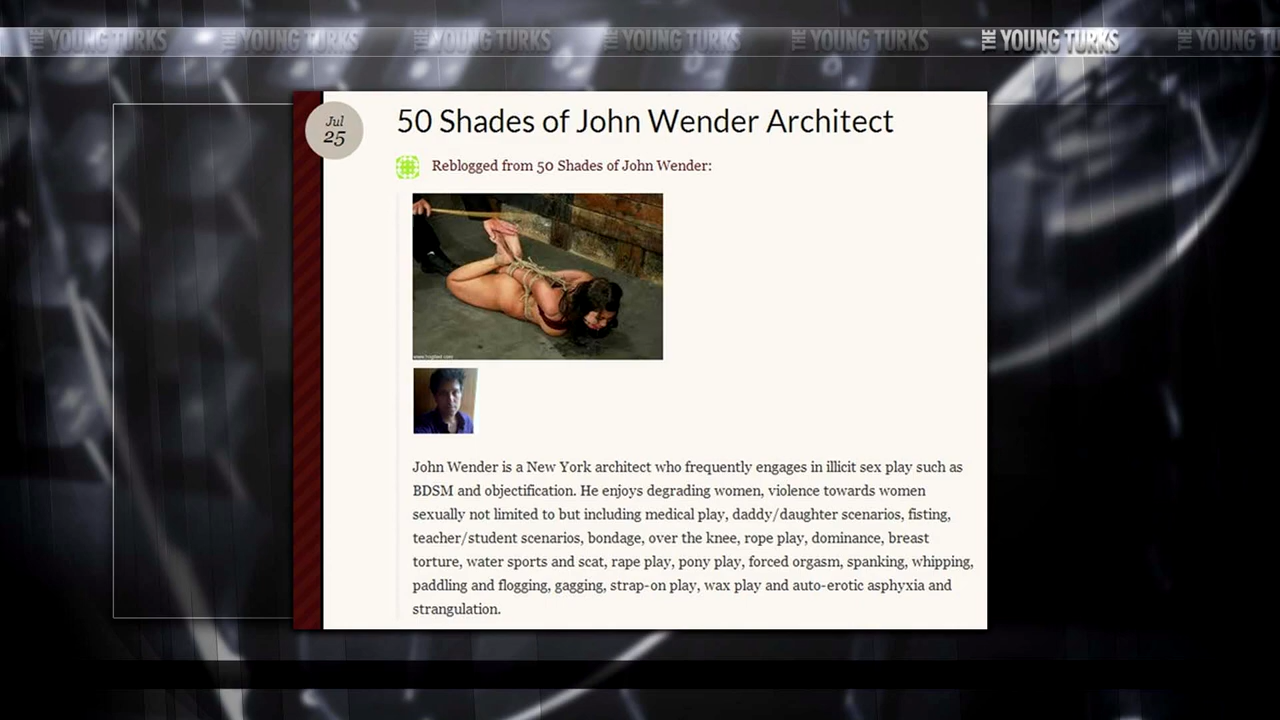 THE YOUNG TURKS THE YOUNG TURKS THE YOUNG TURKS THE YOUNG TURKS THE YOUNG TURKS THE YOUNG TURKS THE YOUNG TU
Jul
25
50 Shades of John Wender Architect
Reblogged from 50 Shades of John Wender:
John Wender is a New York architect who frequently engages in illicit sex play such as
BDSM and objectification. He enjoys degrading women, violence towards women
sexually not limited to but including medical play, daddy/daughter scenarios, fisting,
teacher/student scenarios, bondage, over the knee, rope play, dominance, breast
torture, water sports and scat, rape play, pony play, forced orgasm, spanking, whipping,
paddling and flogging, gagging, strap-on play, wax play and auto-erotic asphyxia and
strangulation.